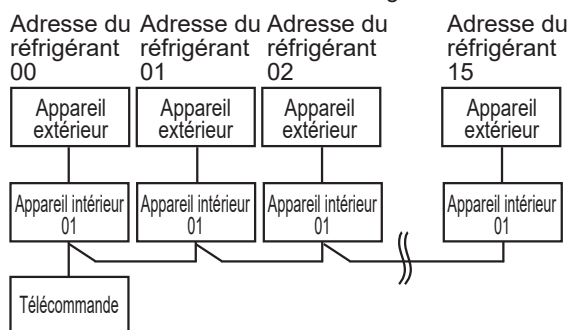 Adresse du Adresse du Adresse du Adresse du
réfrigérant réfrigérant réfrigérant réfrigérant
00 01 02 15
Appareil extérieur
Appareil extérieur
Appareil extérieur
Appareil extérieur
Appareil intérieur
01
Appareil intérieur
01
Appareil intérieur
01
Appareil intérieur
01
Télécommande